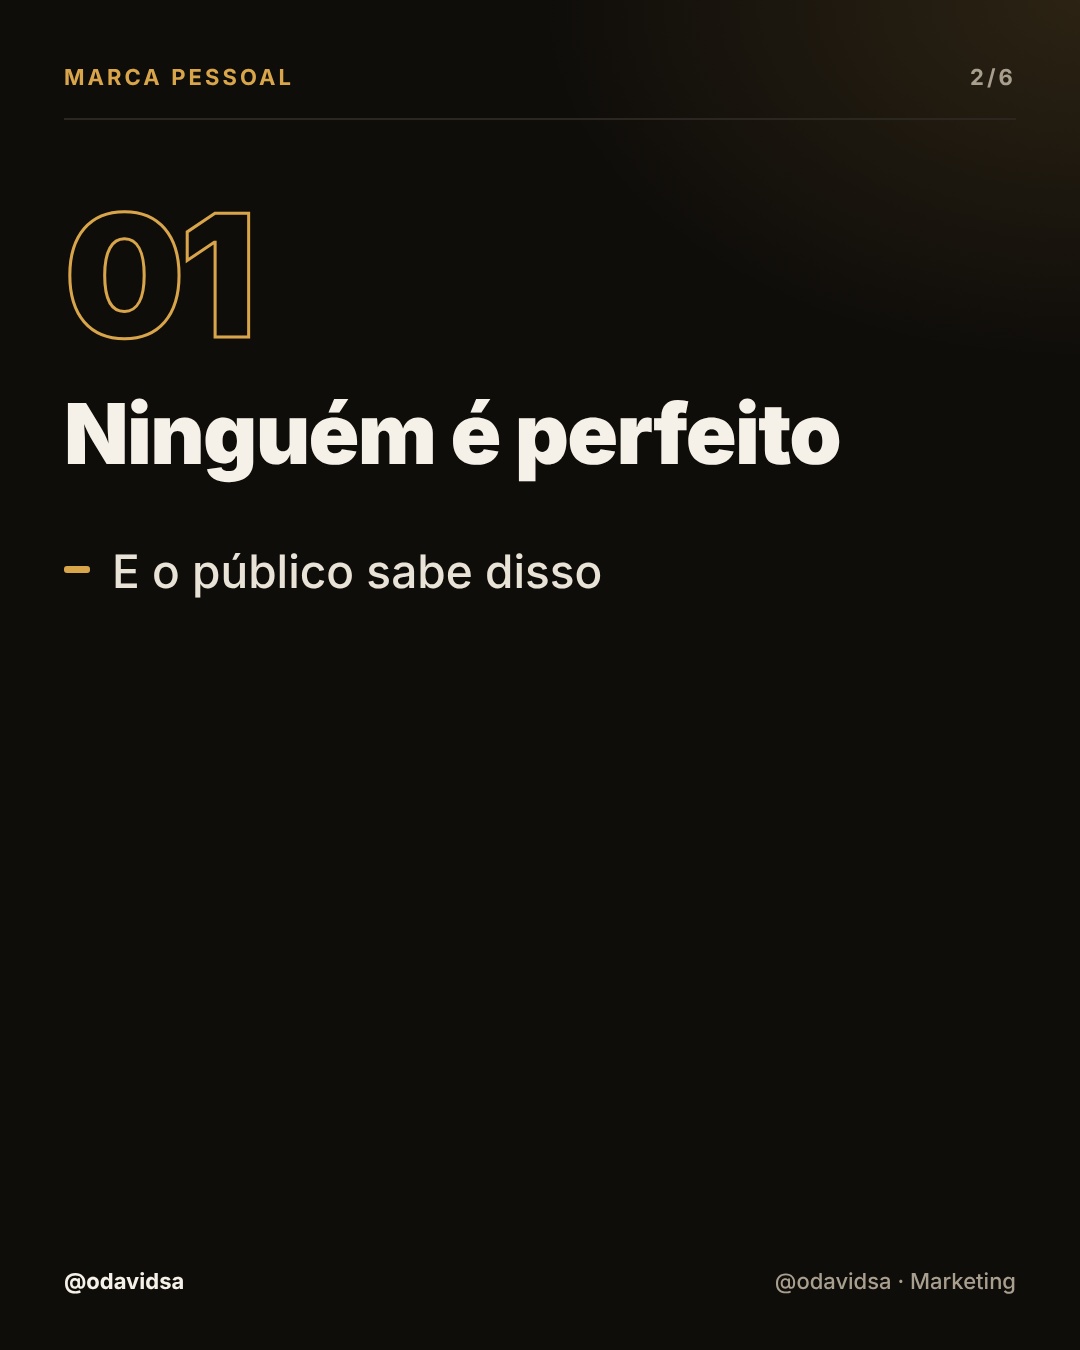 MARCA PESSOAL
2/6
01
Ninguém é perfeito
E o público sabe disso
@odavidsa
@odavidsa · Marketing